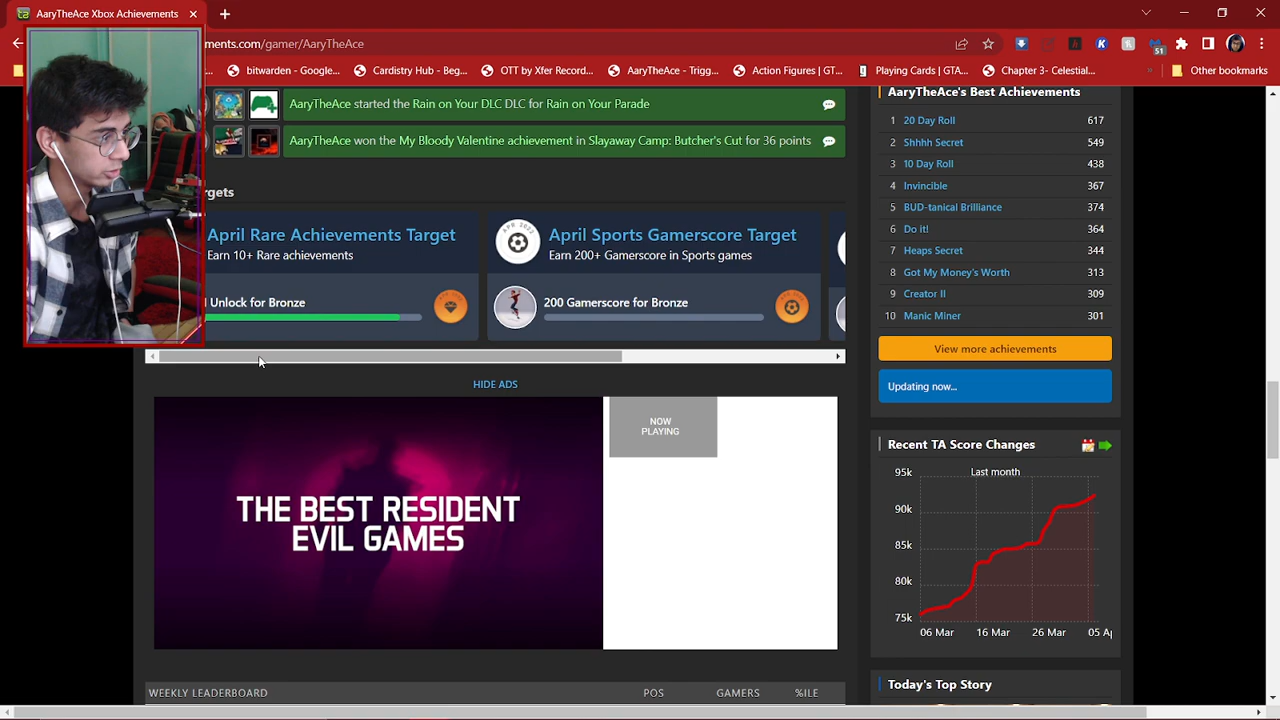 AaryTheAce Xbox Achievements
ments.com/gamer/AaryTheAce
51
bitwarden - Google...
Cardistry Hub - Beg...
OTT by Xfer Record...
AaryTheAce - Trigg...
Action Figures | GT...
Playing Cards | GTA...
Chapter 3- Celestial...
Other bookmarks
AaryTheAce started the Rain on Your DLC DLC for Rain on Your Parade
AaryTheAce won the My Bloody Valentine achievement in Slayaway Camp: Butcher's Cut for 36 points
rgets
April Rare Achievements Target
Earn 10+ Rare achievements
Unlock for Bronze
April Sports Gamerscore Target
Earn 200+ Gamerscore in Sports games
200 Gamerscore for Bronze
HIDE ADS
THE BEST RESIDENT
EVIL GAMES
NOW
PLAYING
WEEKLY LEADERBOARD POS GAMERS %ILE
AaryTheAce's Best Achievements
1 20 Day Roll 617
2 Shhhh Secret 549
3 10 Day Roll 438
4 Invincible 367
5 BUD-tanical Brilliance 374
6 Do it! 364
7 Heaps Secret 344
8 Got My Money's Worth 313
9 Creator II 309
10 Manic Miner 301
View more achievements
Updating now...
Recent TA Score Changes
Last month
95k
90k
85k
80k
75k
06 Mar 16 Mar 26 Mar 05 Ap
Today's Top Story